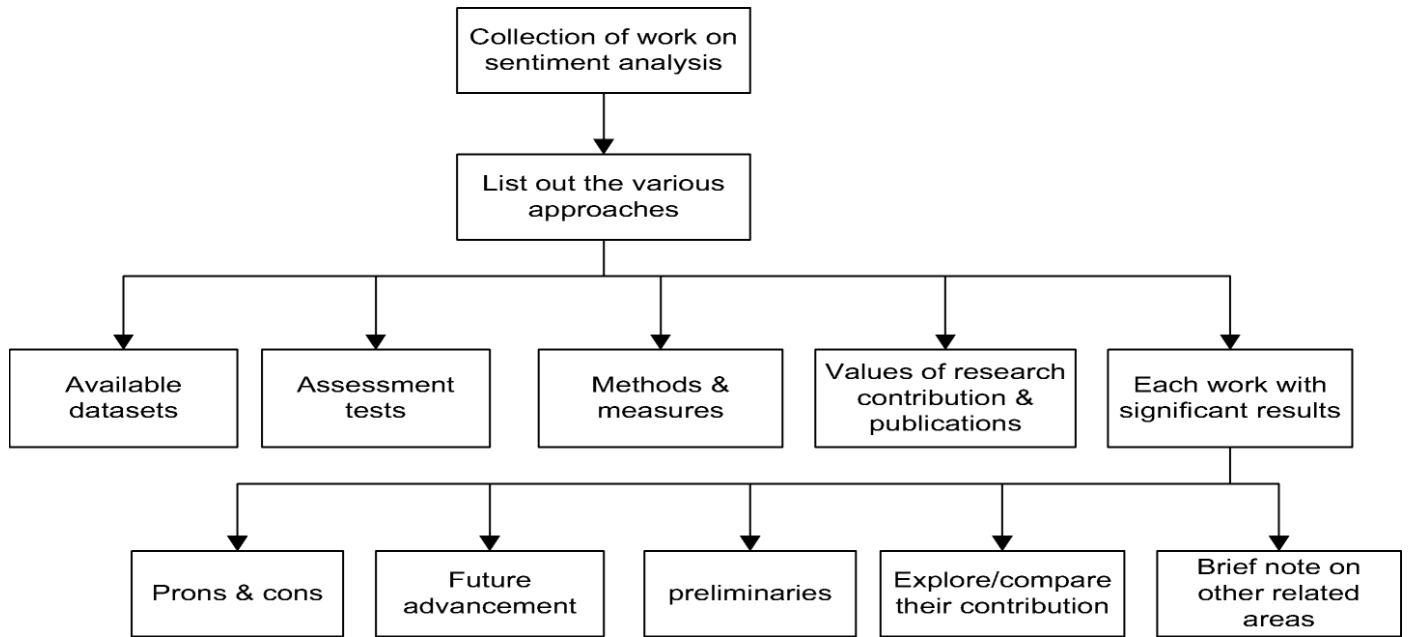 Collection of work on
sentiment analysis
List out the various
approaches
Available
datasets
Assessment
tests
Methods &
measures
Values of research
contribution &
publications
Each work with
significant results
Prons & cons
Future
advancement
preliminaries
Explore/compare
their contribution
Brief note on
other related
areas